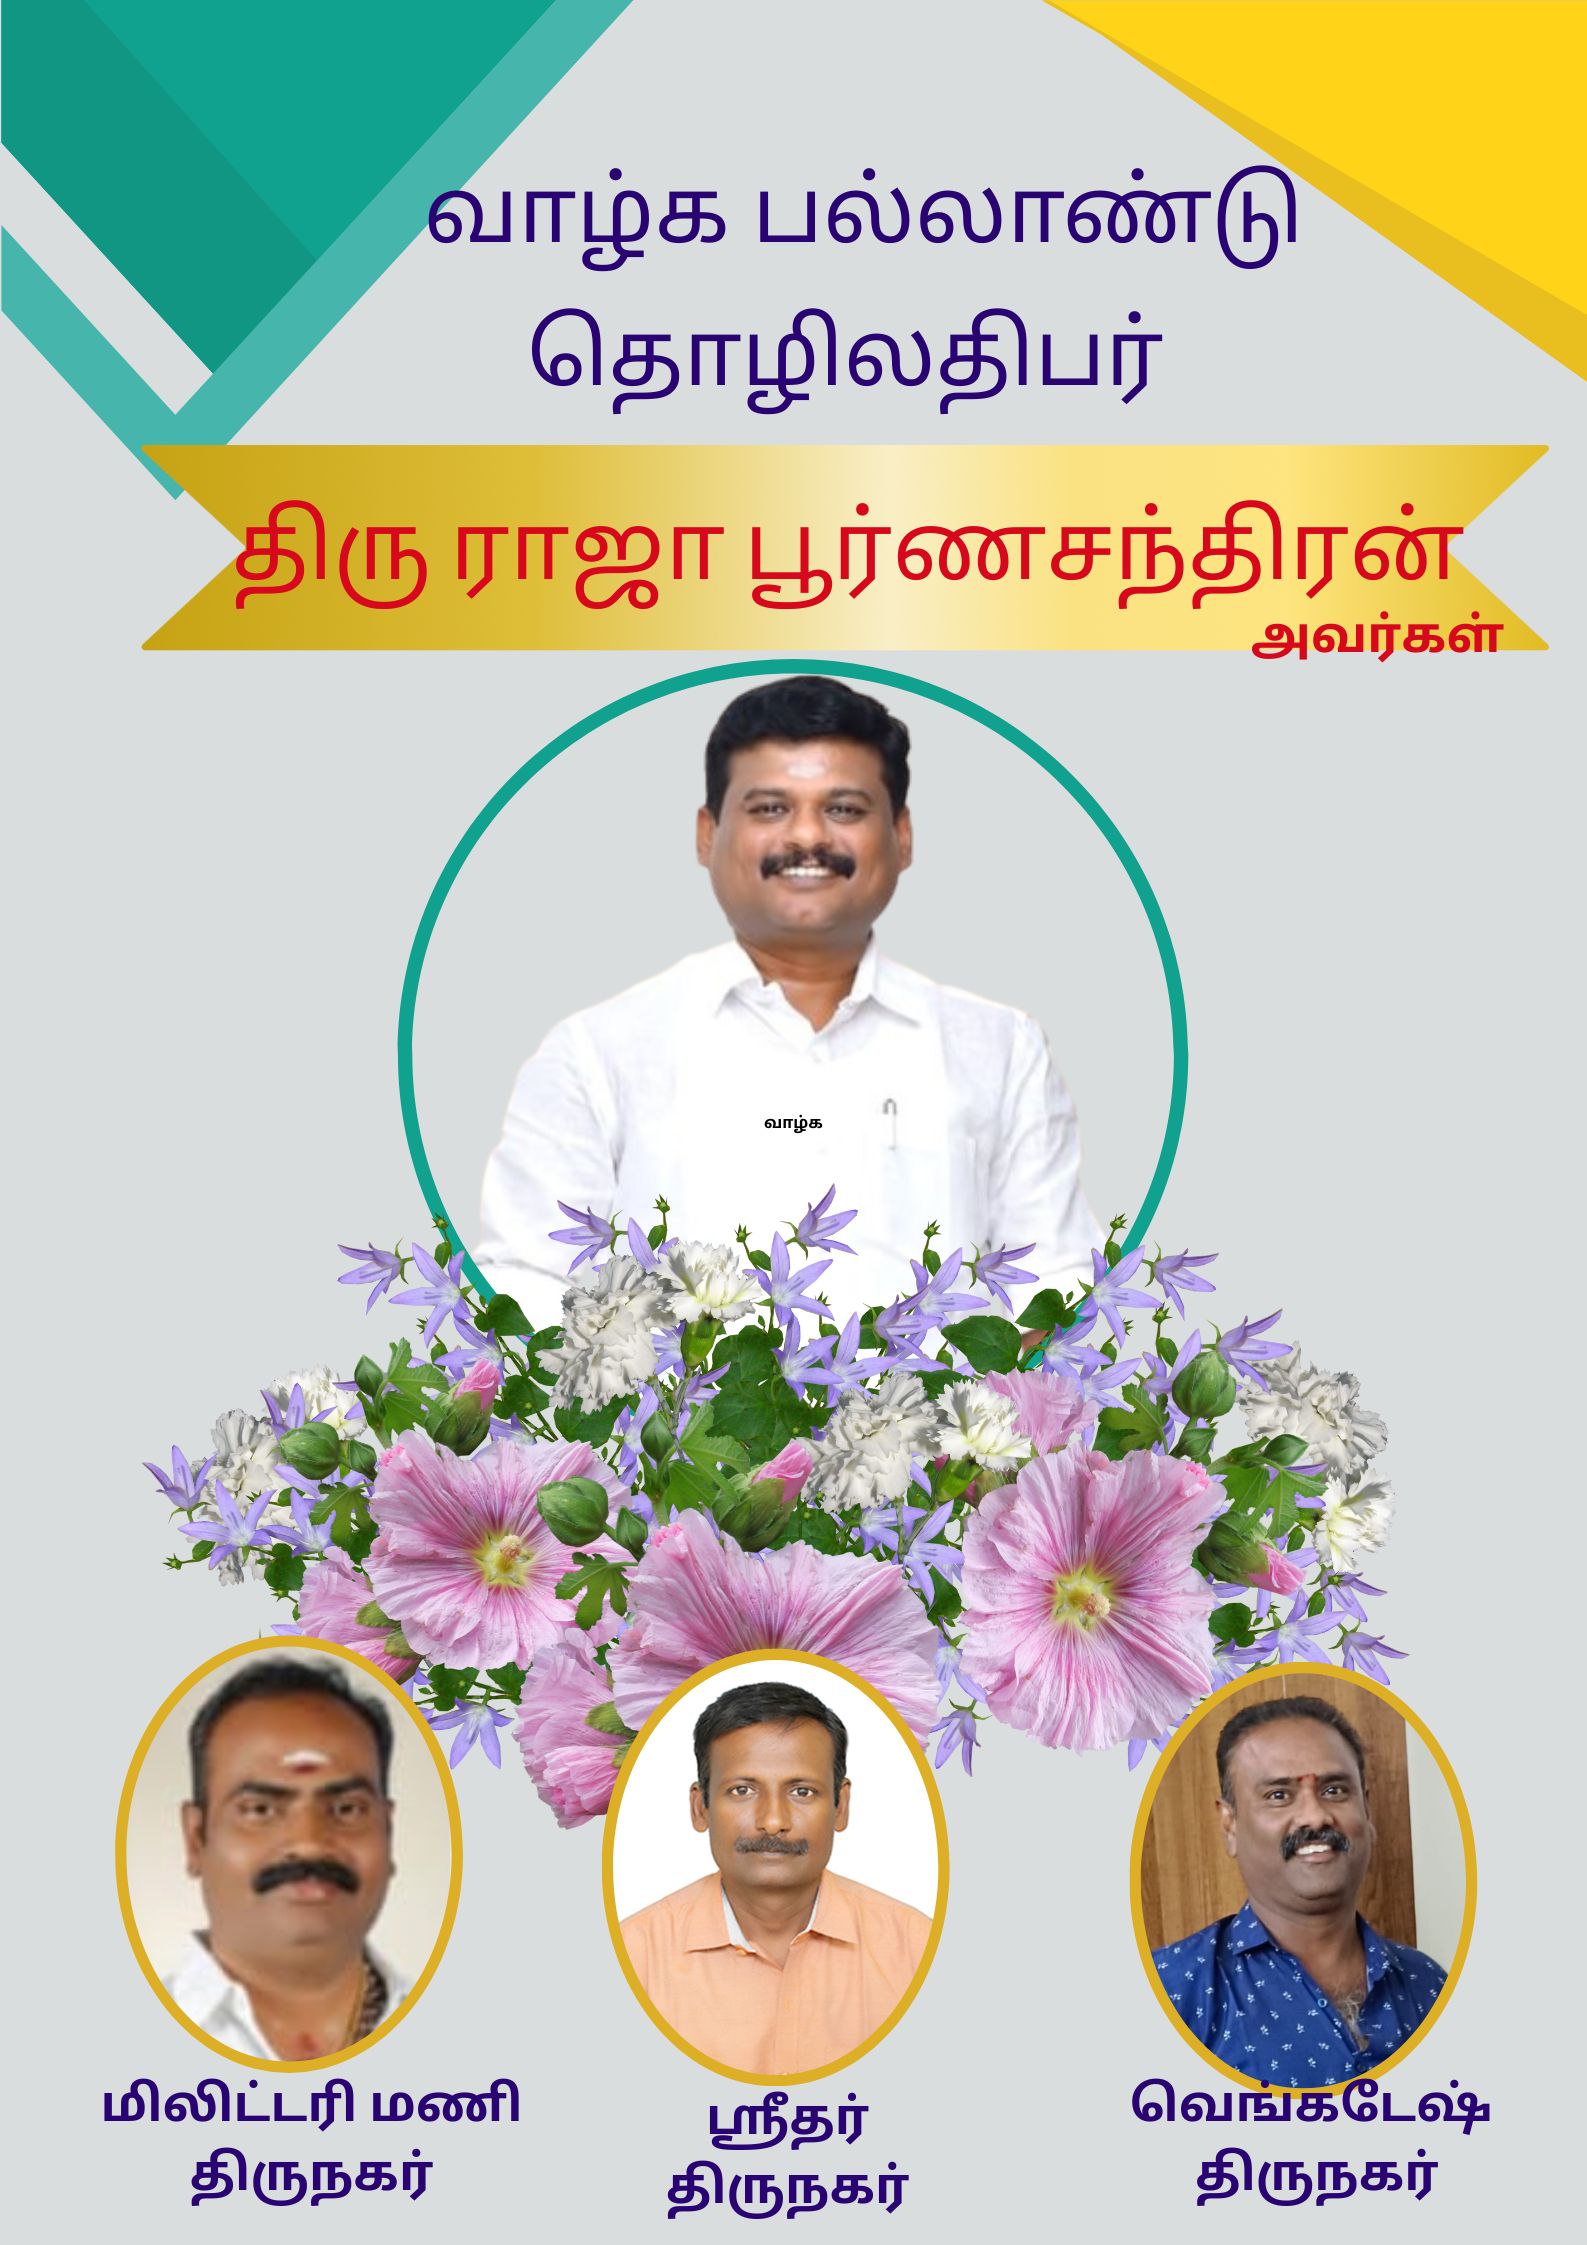 வாழ்க பல்லாண்டு
தொழிலதிபர்
திரு ராஜா பூர்ணசந்திரன்
அவர்கள்
வாழ்க
மிலிட்டரி மணி
திருநகர்
ஸ்ரீதர்
திருநகர்
வெங்கடேஷ்
திருநகர்